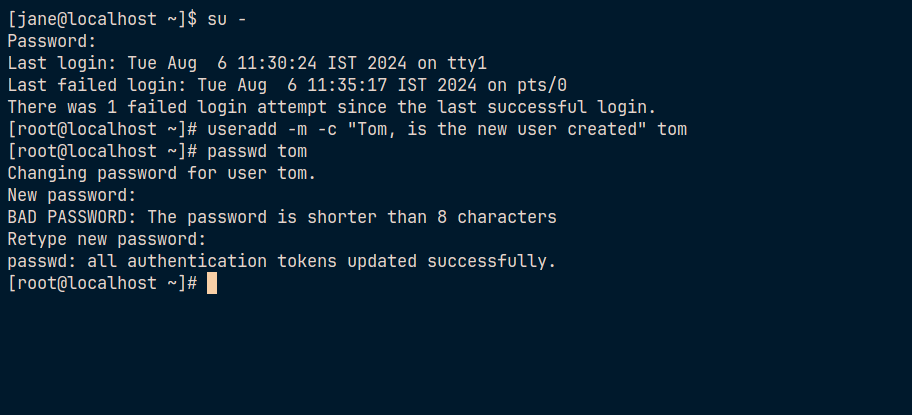 [jane@localhost ~]$ su -
Password:
Last login: Tue Aug  6 11:30:24 IST 2024 on tty1
Last failed login: Tue Aug  6 11:35:17 IST 2024 on pts/0
There was 1 failed login attempt since the last successful login.
[root@localhost ~]# useradd -m -c "Tom, is the new user created" tom
[root@localhost ~]# passwd tom
Changing password for user tom.
New password:
BAD PASSWORD: The password is shorter than 8 characters
Retype new password:
passwd: all authentication tokens updated successfully.
[root@localhost ~]#